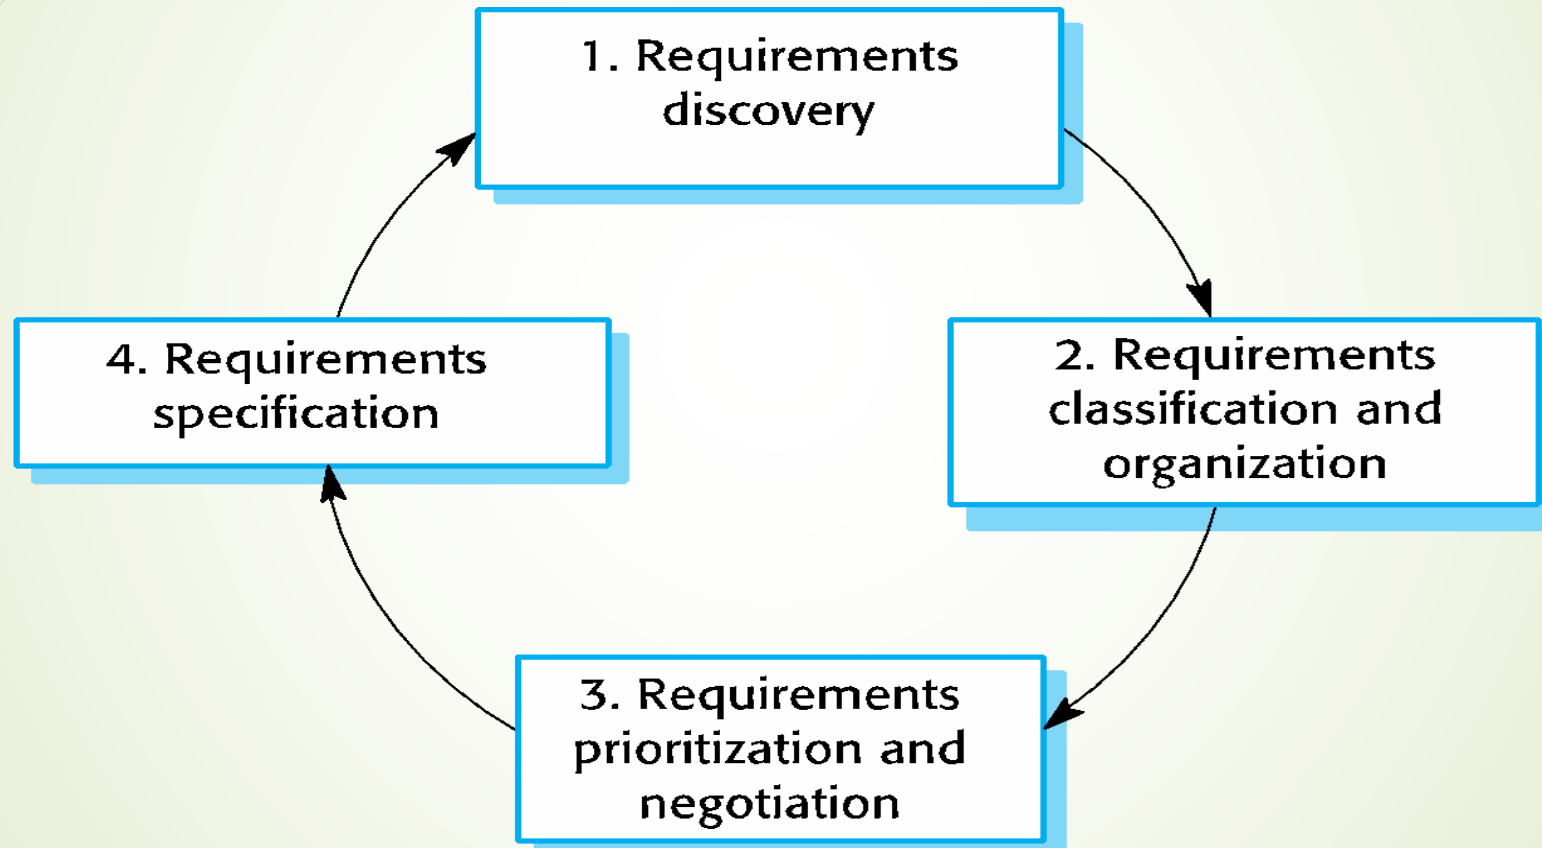 1. Requirements
discovery
2. Requirements
classification and
organization
3. Requirements
prioritization and
negotiation
4. Requirements
specification